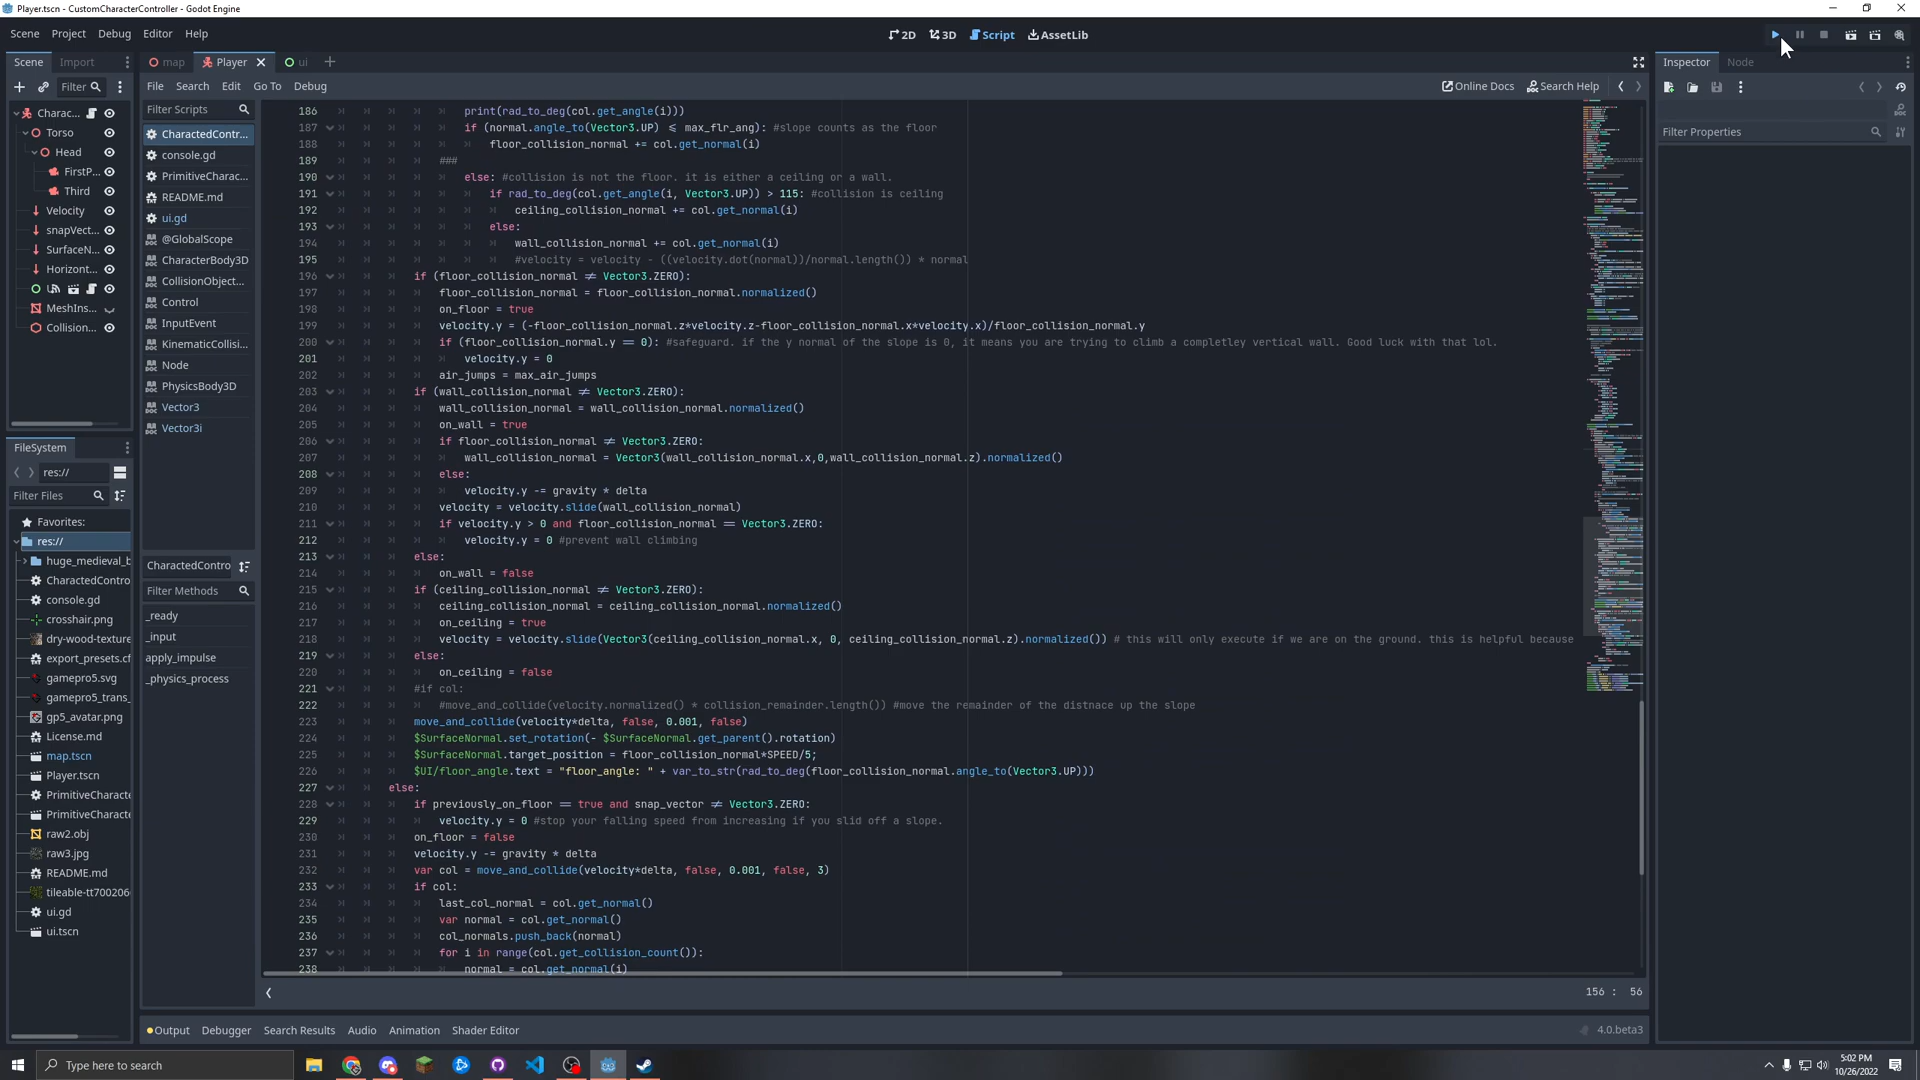 Player.tscn - CustomCharacterController - Godot Engine
Scene Project Debug Editor Help
2D 3D Script AssetLib
Scene Import
map Player ui
Inspector Node
Filter
File Search Edit Go To Debug
Online Docs Search Help
Charac...
Torso
Head
FirstP...
Third
Velocity
snapVect...
SurfaceN...
Horizont...
UI
MeshIns...
Collision...
FileSystem
res://
Filter Files
Favorites:
res://
huge_medieval_b
CharactedContro
console.gd
crosshair.png
dry-wood-texture
export_presets.cf
gamepro5.svg
gamepro5_trans_
gp5_avatar.png
License.md
map.tscn
Player.tscn
PrimitiveCharacte
PrimitiveCharacte
raw2.obj
raw3.jpg
README.md
tileable-tt700206
ui.gd
ui.tscn
Filter Scripts
CharactedContr...
console.gd
PrimitiveCharac...
README.md
ui.gd
@GlobalScope
CharacterBody3D
CollisionObject...
Control
InputEvent
KinematicCollisi...
Node
PhysicsBody3D
Vector3
Vector3i
CharactedContro
Filter Methods
_ready
_input
apply_impulse
_physics_process
186 print(rad_to_deg(col.get_angle(i)))
187 if (normal.angle_to(Vector3.UP) <= max_flr_ang): #slope counts as the floor
188 floor_collision_normal += col.get_normal(i)
189 ###
190 else: #collision is not the floor. it is either a ceiling or a wall.
191 if rad_to_deg(col.get_angle(i, Vector3.UP)) > 115: #collision is ceiling
192 ceiling_collision_normal += col.get_normal(i)
193 else:
194 wall_collision_normal += col.get_normal(i)
195 #velocity = velocity - ((velocity.dot(normal))/normal.length()) * normal
196 if (floor_collision_normal != Vector3.ZERO):
197 floor_collision_normal = floor_collision_normal.normalized()
198 on_floor = true
199 velocity.y = (-floor_collision_normal.z*velocity.z-floor_collision_normal.x*velocity.x)/floor_collision_normal.y
200 if (floor_collision_normal.y == 0): #safeguard. if the y normal of the slope is 0, it means you are trying to climb a completley vertical wall. Good luck with that lol.
201 velocity.y = 0
202 air_jumps = max_air_jumps
203 if (wall_collision_normal != Vector3.ZERO):
204 wall_collision_normal = wall_collision_normal.normalized()
205 on_wall = true
206 if floor_collision_normal != Vector3.ZERO:
207 wall_collision_normal = Vector3(wall_collision_normal.x,0,wall_collision_normal.z).normalized()
208 else:
209 velocity.y -= gravity * delta
210 velocity = velocity.slide(wall_collision_normal)
211 if velocity.y > 0 and floor_collision_normal == Vector3.ZERO:
212 velocity.y = 0 #prevent wall climbing
213 else:
214 on_wall = false
215 if (ceiling_collision_normal != Vector3.ZERO):
216 ceiling_collision_normal = ceiling_collision_normal.normalized()
217 on_ceiling = true
218 velocity = velocity.slide(Vector3(ceiling_collision_normal.x, 0, ceiling_collision_normal.z).normalized()) # this will only execute if we are on the ground. this is helpful because
219 else:
220 on_ceiling = false
221 #if col:
222 #move_and_collide(velocity.normalized() * collision_remainder.length()) #move the remainder of the distnace up the slope
223 move_and_collide(velocity*delta, false, 0.001, false)
224 $SurfaceNormal.set_rotation(- $SurfaceNormal.get_parent().rotation)
225 $SurfaceNormal.target_position = floor_collision_normal*SPEED/5;
226 $UI/floor_angle.text = "floor_angle: " + var_to_str(rad_to_deg(floor_collision_normal.angle_to(Vector3.UP)))
227 else:
228 if previously_on_floor == true and snap_vector != Vector3.ZERO:
229 velocity.y = 0 #stop your falling speed from increasing if you slid off a slope.
230 on_floor = false
231 velocity.y -= gravity * delta
232 var col = move_and_collide(velocity*delta, false, 0.001, false, 3)
233 if col:
234 last_col_normal = col.get_normal()
235 var normal = col.get_normal()
236 col_normals.push_back(normal)
237 for i in range(col.get_collision_count()):
238 normal = col.get_normal(i)
156 : 56
Filter Properties
Output Debugger Search Results Audio Animation Shader Editor
4.0.beta3
Type here to search
5:02 PM
10/26/2022